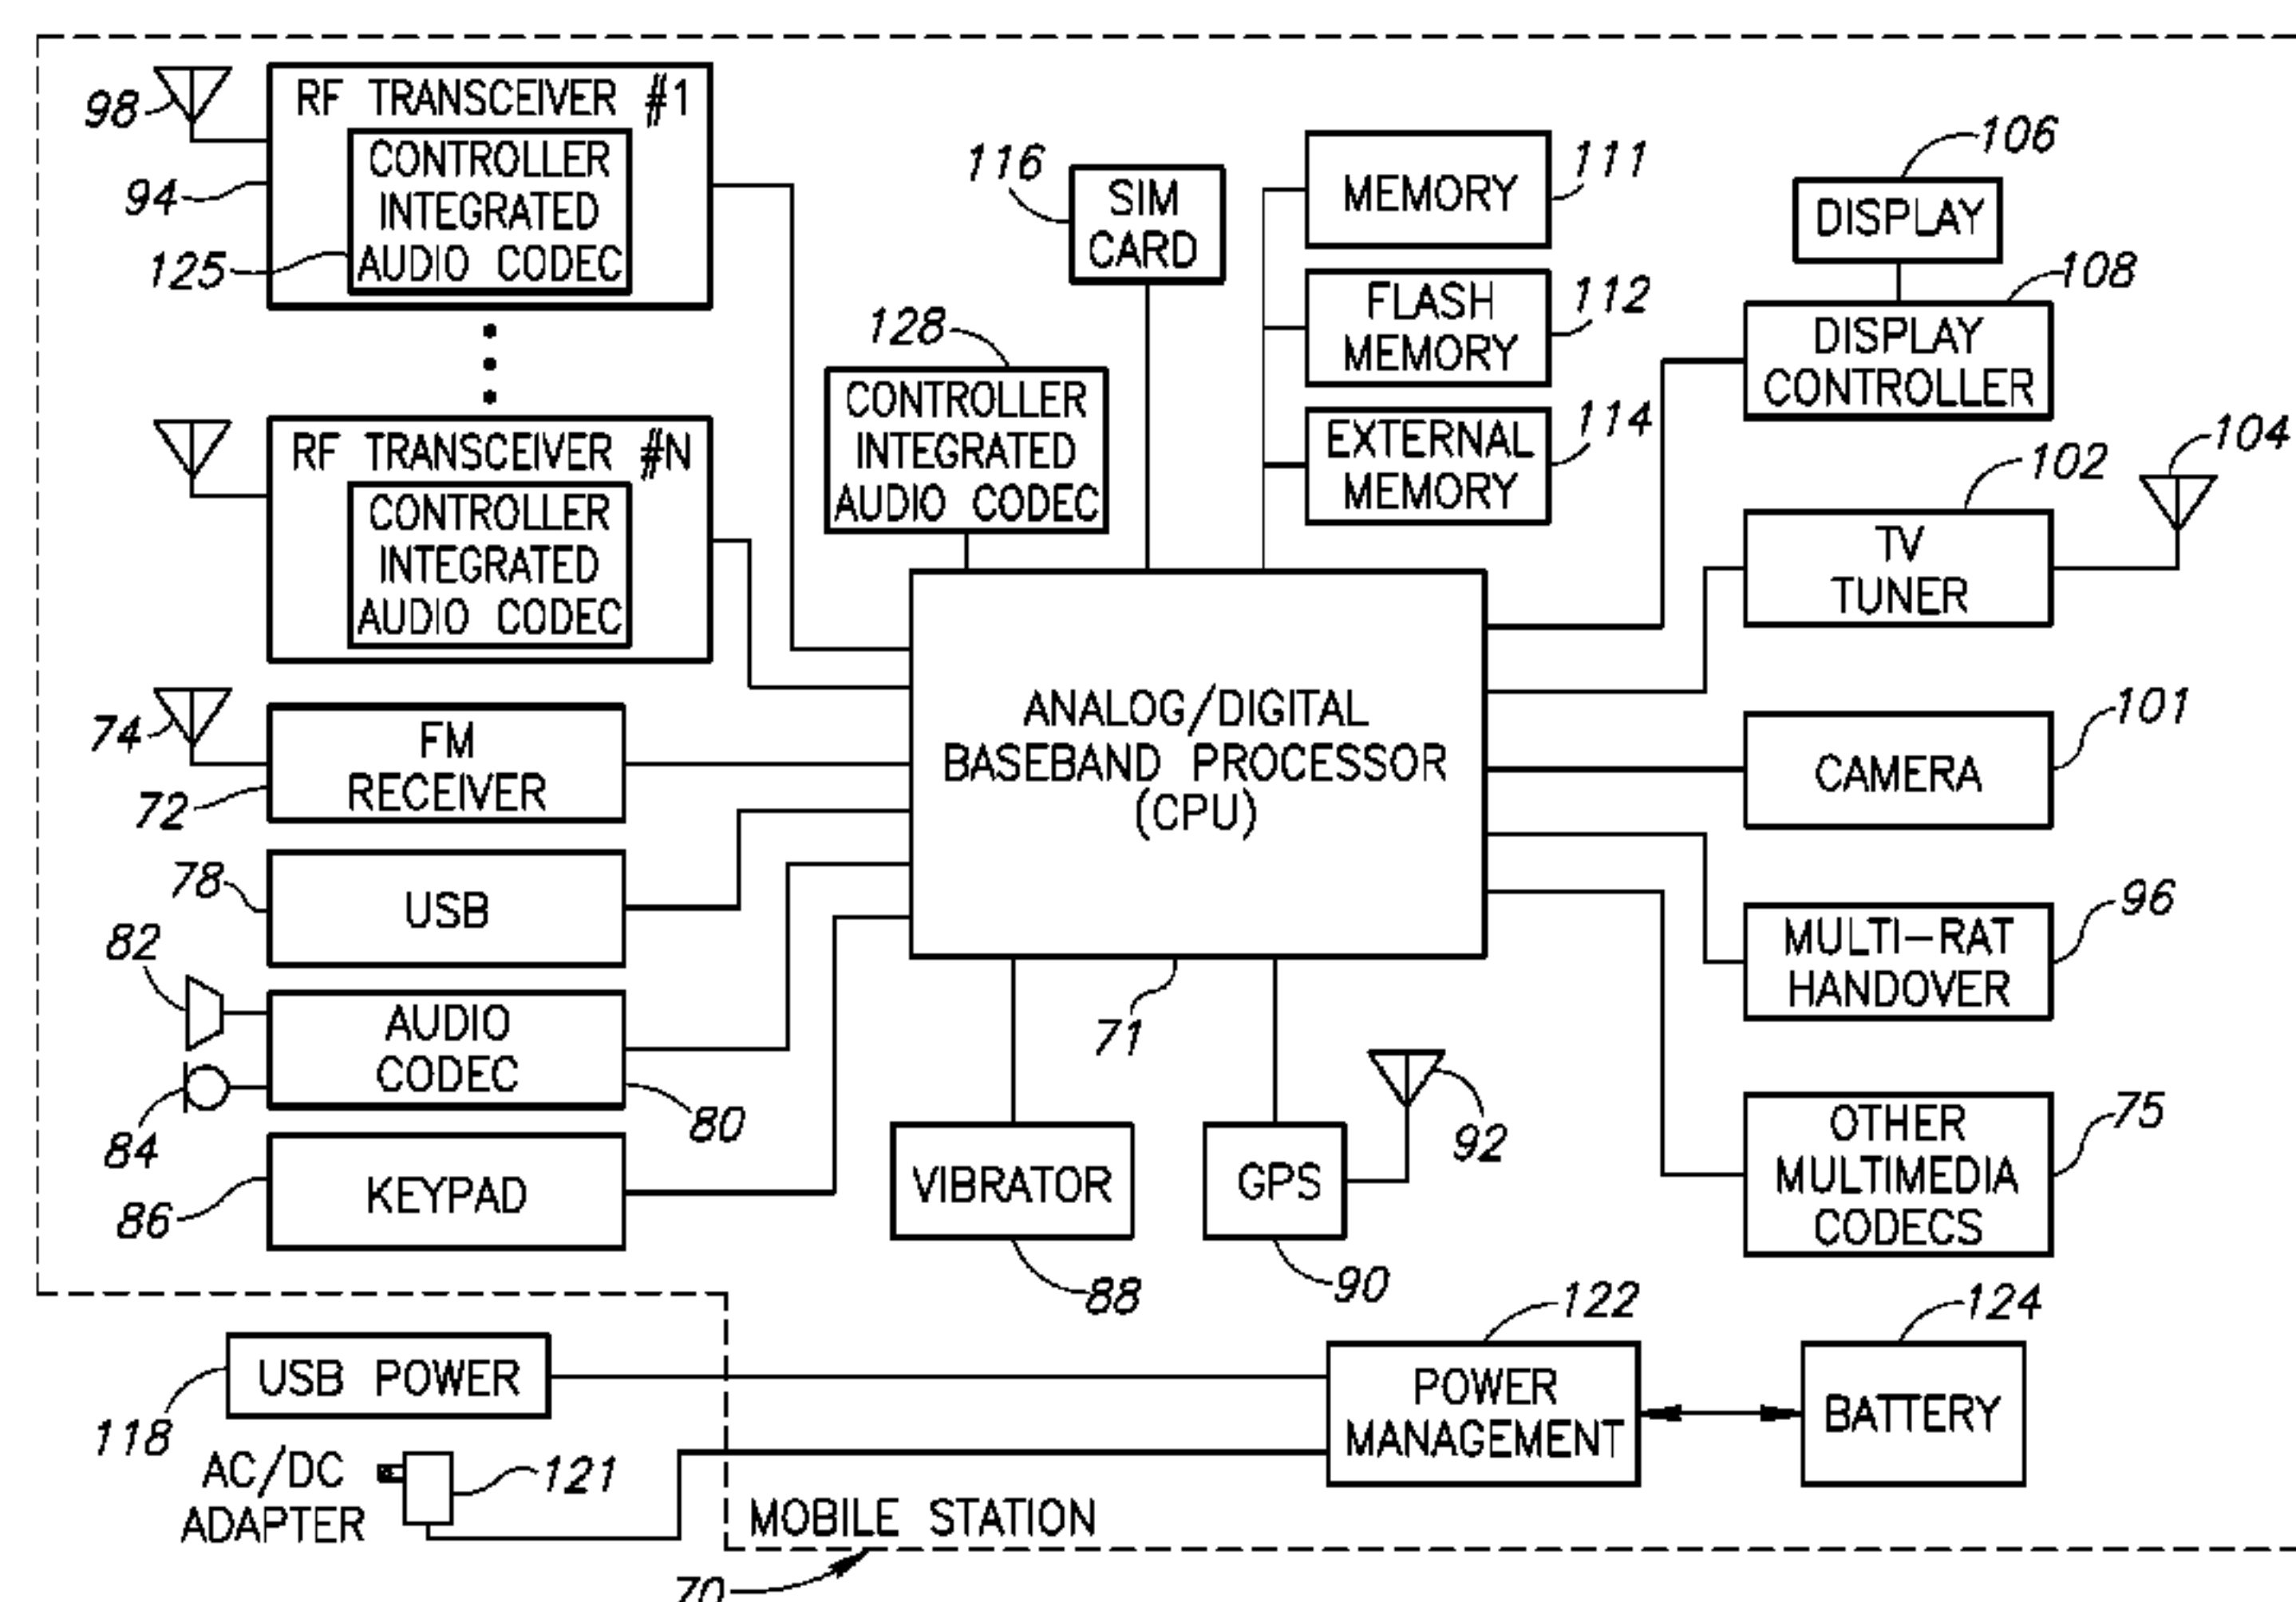 98
94
125
RF TRANSCEIVER #1
CONTROLLER
INTEGRATED
AUDIO CODEC
RF TRANSCEIVER #N
CONTROLLER
INTEGRATED
AUDIO CODEC
74
72
FM
RECEIVER
78
USB
82
84
AUDIO
CODEC
80
86
KEYPAD
128
CONTROLLER
INTEGRATED
AUDIO CODEC
116
SIM
CARD
MEMORY
111
FLASH
MEMORY
112
EXTERNAL
MEMORY
114
106
DISPLAY
108
DISPLAY
CONTROLLER
102
104
TV
TUNER
101
CAMERA
96
MULTI-RAT
HANDOVER
75
OTHER
MULTIMEDIA
CODECS
ANALOG/DIGITAL
BASEBAND PROCESSOR
(CPU)
71
VIBRATOR
88
GPS
90
92
USB POWER
118
AC/DC
ADAPTER
121
122
POWER
MANAGEMENT
124
BATTERY
MOBILE STATION
70